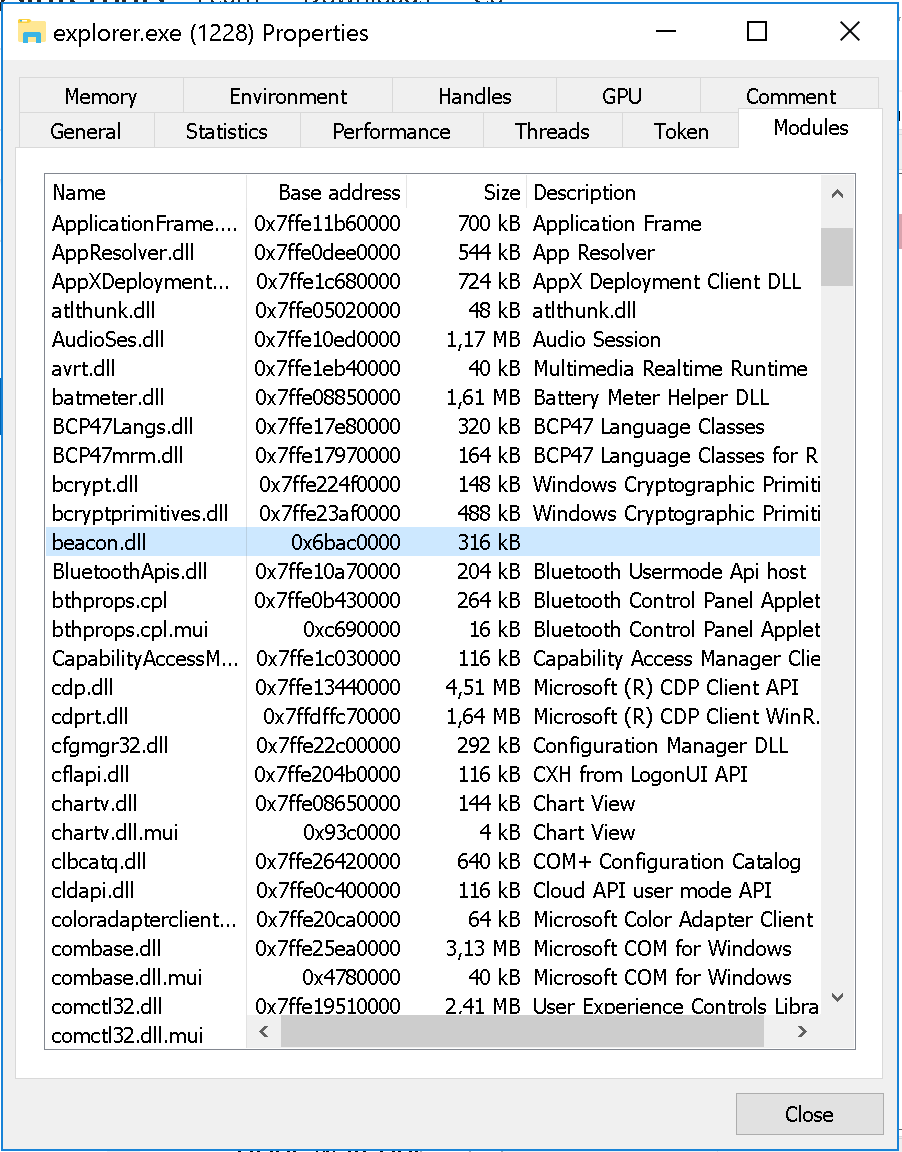 explorer.exe (1228) Properties
Memory Environment Handles GPU Comment
General Statistics Performance Threads Token Modules
Name Base address Size Description
ApplicationFrame.... 0x7ffe11b60000 700 kB Application Frame
AppResolver.dll 0x7ffe0dee0000 544 kB App Resolver
AppXDeployment... 0x7ffe1c680000 724 kB AppX Deployment Client DLL
atlthunk.dll 0x7ffe05020000 48 kB atlthunk.dll
AudioSes.dll 0x7ffe10ed0000 1,17 MB Audio Session
avrt.dll 0x7ffe1eb40000 40 kB Multimedia Realtime Runtime
batmeter.dll 0x7ffe08850000 1,61 MB Battery Meter Helper DLL
BCP47Langs.dll 0x7ffe17e80000 320 kB BCP47 Language Classes
BCP47mrm.dll 0x7ffe17970000 164 kB BCP47 Language Classes for R
bcrypt.dll 0x7ffe224f0000 148 kB Windows Cryptographic Primiti
bcryptprimitives.dll 0x7ffe23af0000 488 kB Windows Cryptographic Primiti
beacon.dll 0x6bac0000 316 kB
BluetoothApis.dll 0x7ffe10a70000 204 kB Bluetooth Usermode Api host
bthprops.cpl 0x7ffe0b430000 264 kB Bluetooth Control Panel Applet
bthprops.cpl.mui 0xc690000 16 kB Bluetooth Control Panel Applet
CapabilityAccessM... 0x7ffe1c030000 116 kB Capability Access Manager Clie
cdp.dll 0x7ffe13440000 4,51 MB Microsoft (R) CDP Client API
cdprt.dll 0x7ffdffc70000 1,64 MB Microsoft (R) CDP Client WinR.
cfgmgr32.dll 0x7ffe22c00000 292 kB Configuration Manager DLL
cflapi.dll 0x7ffe204b0000 116 kB CXH from LogonUI API
chartv.dll 0x7ffe08650000 144 kB Chart View
chartv.dll.mui 0x93c0000 4 kB Chart View
clbcatq.dll 0x7ffe26420000 640 kB COM+ Configuration Catalog
cldapi.dll 0x7ffe0c400000 116 kB Cloud API user mode API
coloradapterclient... 0x7ffe20ca0000 64 kB Microsoft Color Adapter Client
combase.dll 0x7ffe25ea0000 3,13 MB Microsoft COM for Windows
combase.dll.mui 0x4780000 40 kB Microsoft COM for Windows
comctl32.dll 0x7ffe19510000 2,41 MB User Experience Controls Libra
comctl32.dll.mui
Close